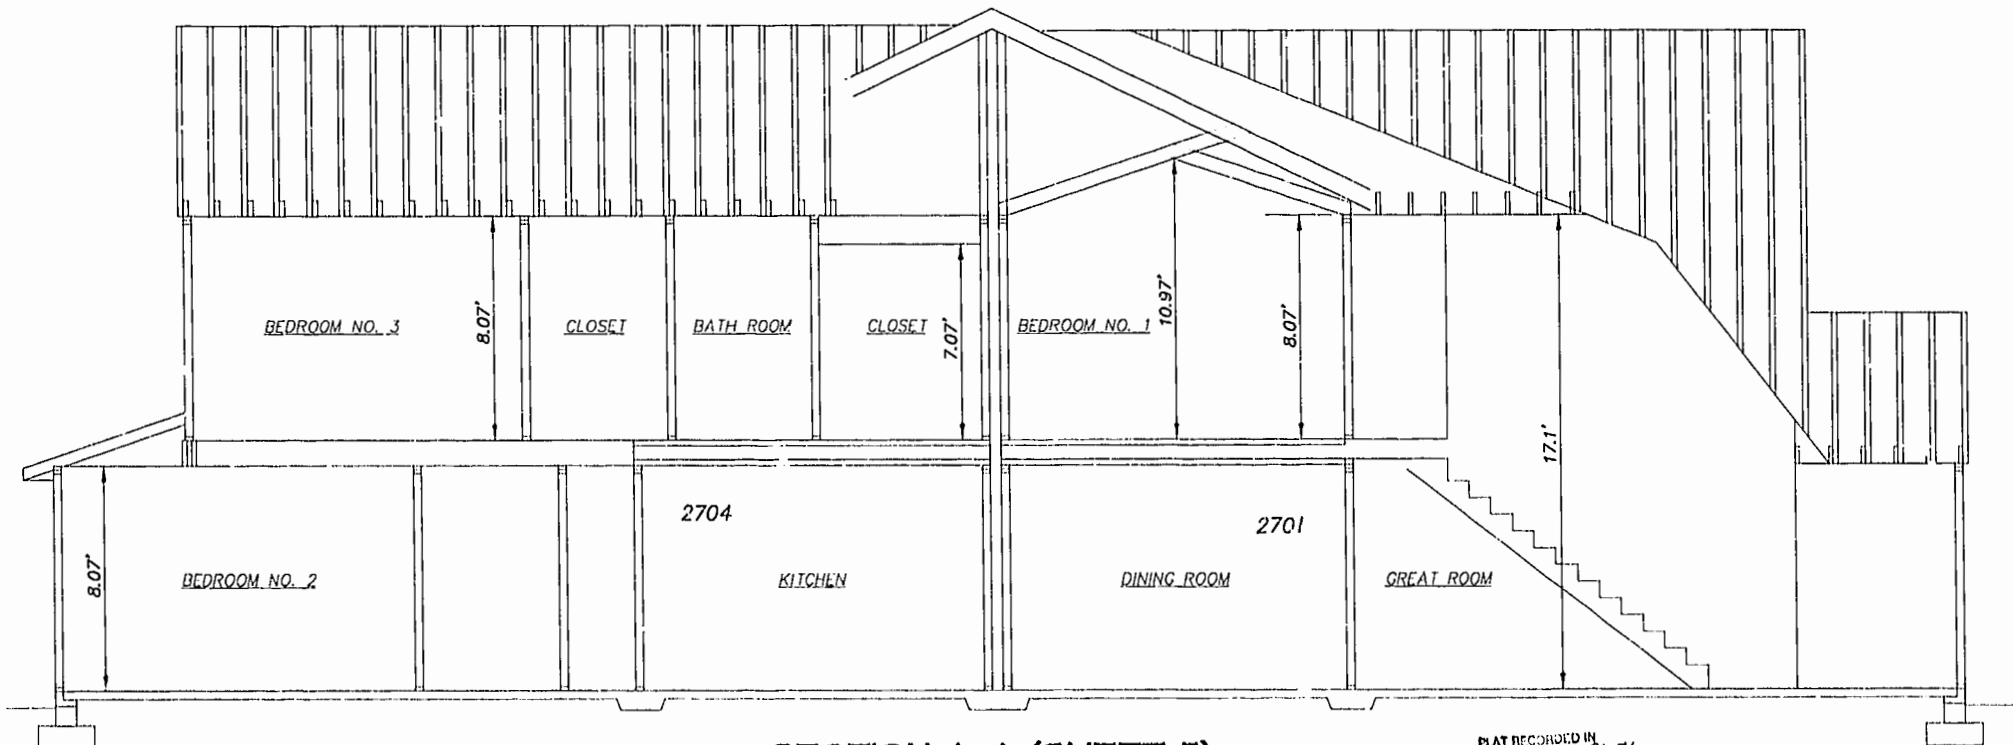 BEDROOM NO. 3
8.07'
CLOSET
BATH ROOM
CLOSET
7.07'
BEDROOM NO. 1
10.97'
8.07'
17.1'
8.07'
BEDROOM NO. 2
2704
KITCHEN
2701
DINING ROOM
GREAT ROOM
PLAT RECORDED IN